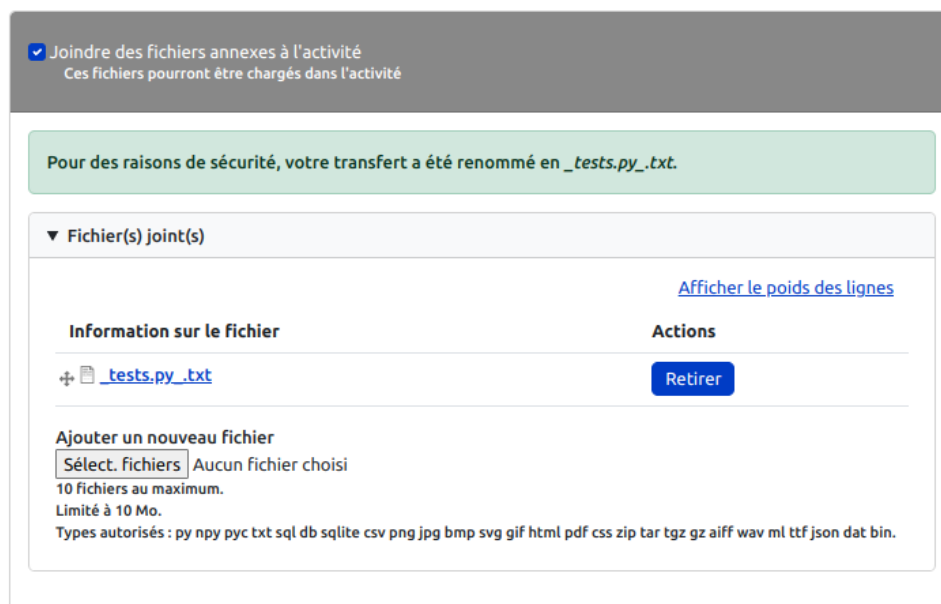 Joindre des fichiers annexes à l'activité
Ces fichiers pourront être chargés dans l'activité
Pour des raisons de sécurité, votre transfert a été renommé en _tests.py_.txt.
▼ Fichier(s) joint(s)
Afficher le poids des lignes
Information sur le fichier Actions
_tests.py_.txt Retirer
Ajouter un nouveau fichier
Sélect. fichiers Aucun fichier choisi
10 fichiers au maximum.
Limité à 10 Mo.
Types autorisés : py npy pyc txt sql db sqlite csv png jpg bmp svg gif html pdf css zip tar tgz gz aiff wav ml ttf json dat bin.